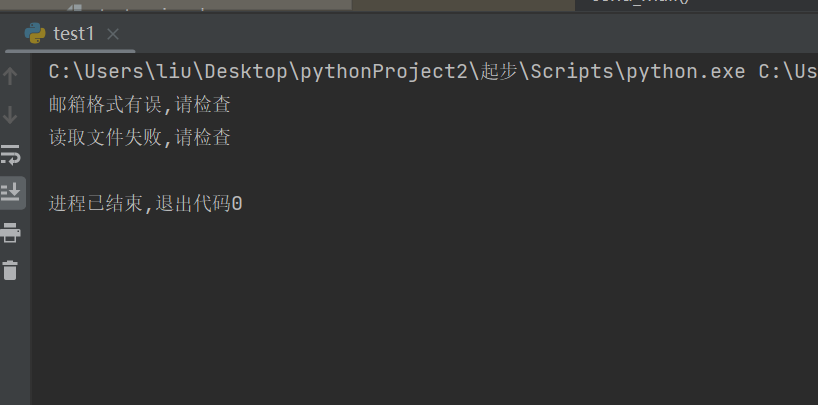 test1
C:\Users\liu\Desktop\pythonProject2\起步\Scripts\python.exe C:\Us
邮箱格式有误,请检查
读取文件失败,请检查
进程已结束,退出代码0